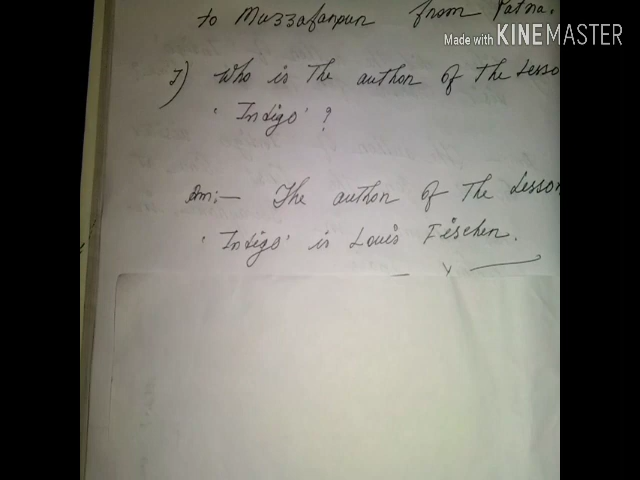 to Muzzafarpur from Patna.
Made with KINEMASTER
7) Who is the author of the Lesso
'Indigo' ?
Ans:- The author of the Lesson
'Indigo' is Louis Fischer.
x